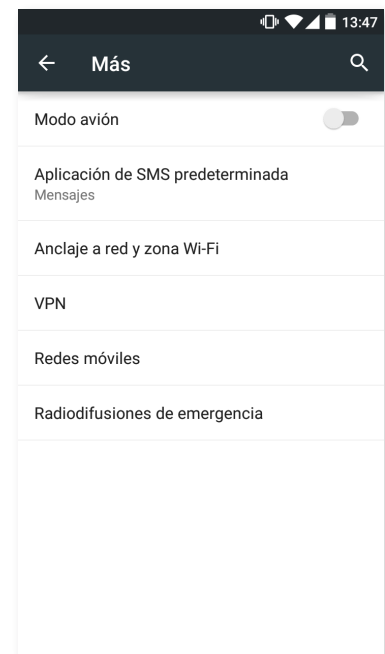 13:47
Más
Modo avión
Aplicación de SMS predeterminada
Mensajes
Anclaje a red y zona Wi-Fi
VPN
Redes móviles
Radiodifusiones de emergencia